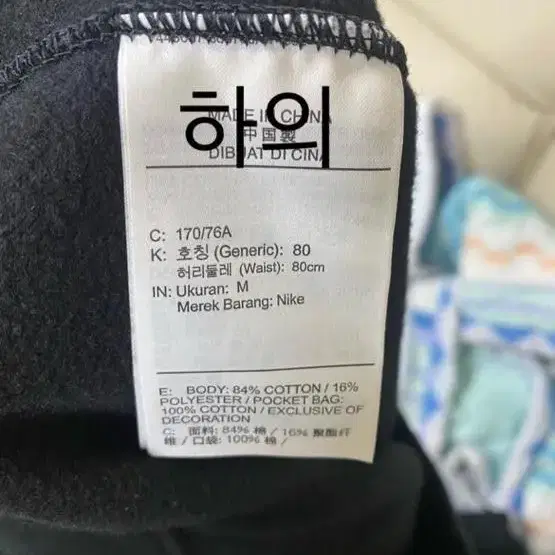 하의
MADE IN CHINA
中国製
DIBUAT DI CINA
C: 170/76A
K: 호칭 (Generic): 80
허리둘레 (Waist): 80cm
IN: Ukuran: M
Merek Barang: Nike
E: BODY: 84% COTTON / 16%
POLYESTER / POCKET BAG:
100% COTTON / EXCLUSIVE OF
DECORATION
C: 面料: 84% 棉 / 16% 聚酯纤
维 / 口袋: 100% 棉 /